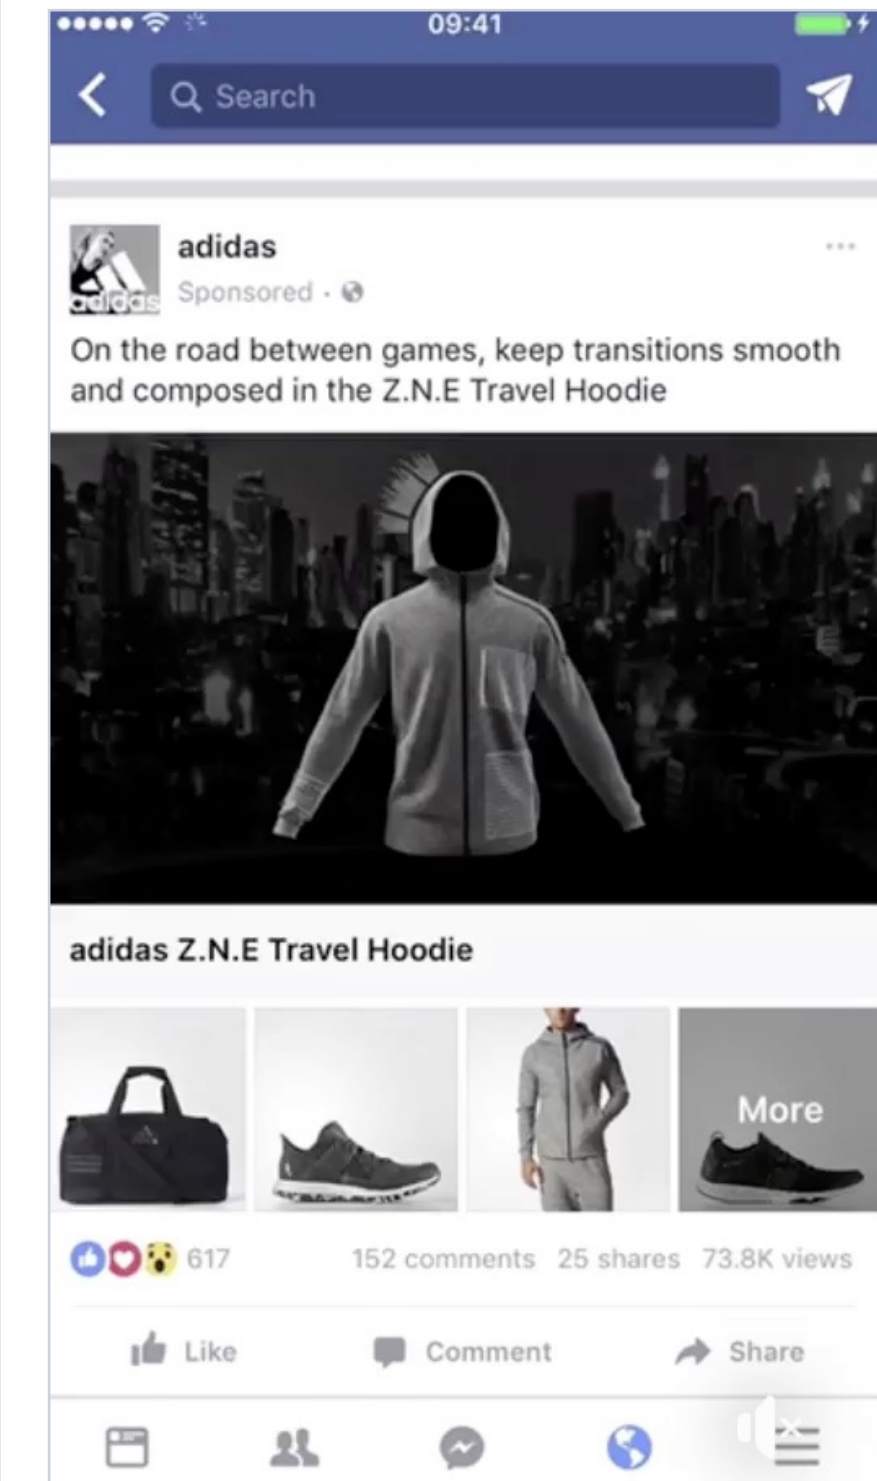 09:41
Search
adidas
adidas
Sponsored ·
On the road between games, keep transitions smooth
and composed in the Z.N.E Travel Hoodie
adidas Z.N.E Travel Hoodie
More
617 152 comments 25 shares 73.8K views
Like Comment Share